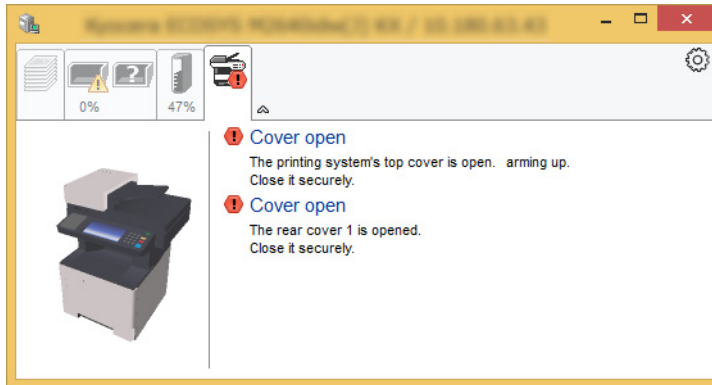 0%
?
47%
Cover open
The printing system's top cover is open. arming up.
Close it securely.
Cover open
The rear cover 1 is opened.
Close it securely.